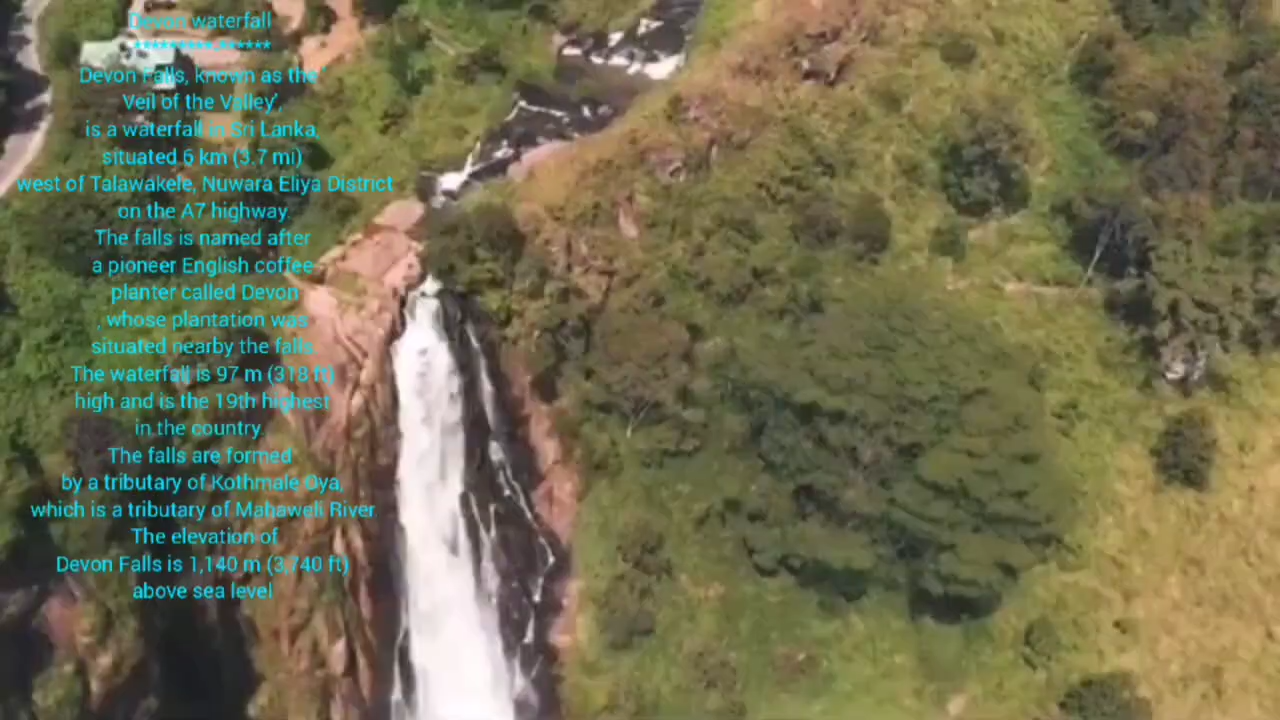 Devon waterfall
*********.******
Devon Falls, known as the '
Veil of the Valley',
is a waterfall in Sri Lanka,
situated 6 km (3.7 mi)
west of Talawakele, Nuwara Eliya District
on the A7 highway.
The falls is named after
a pioneer English coffee
planter called Devon
, whose plantation was
situated nearby the falls.
The waterfall is 97 m (318 ft)
high and is the 19th highest
in the country.
The falls are formed
by a tributary of Kothmale Oya,
which is a tributary of Mahaweli River
The elevation of
Devon Falls is 1,140 m (3,740 ft)
above sea level